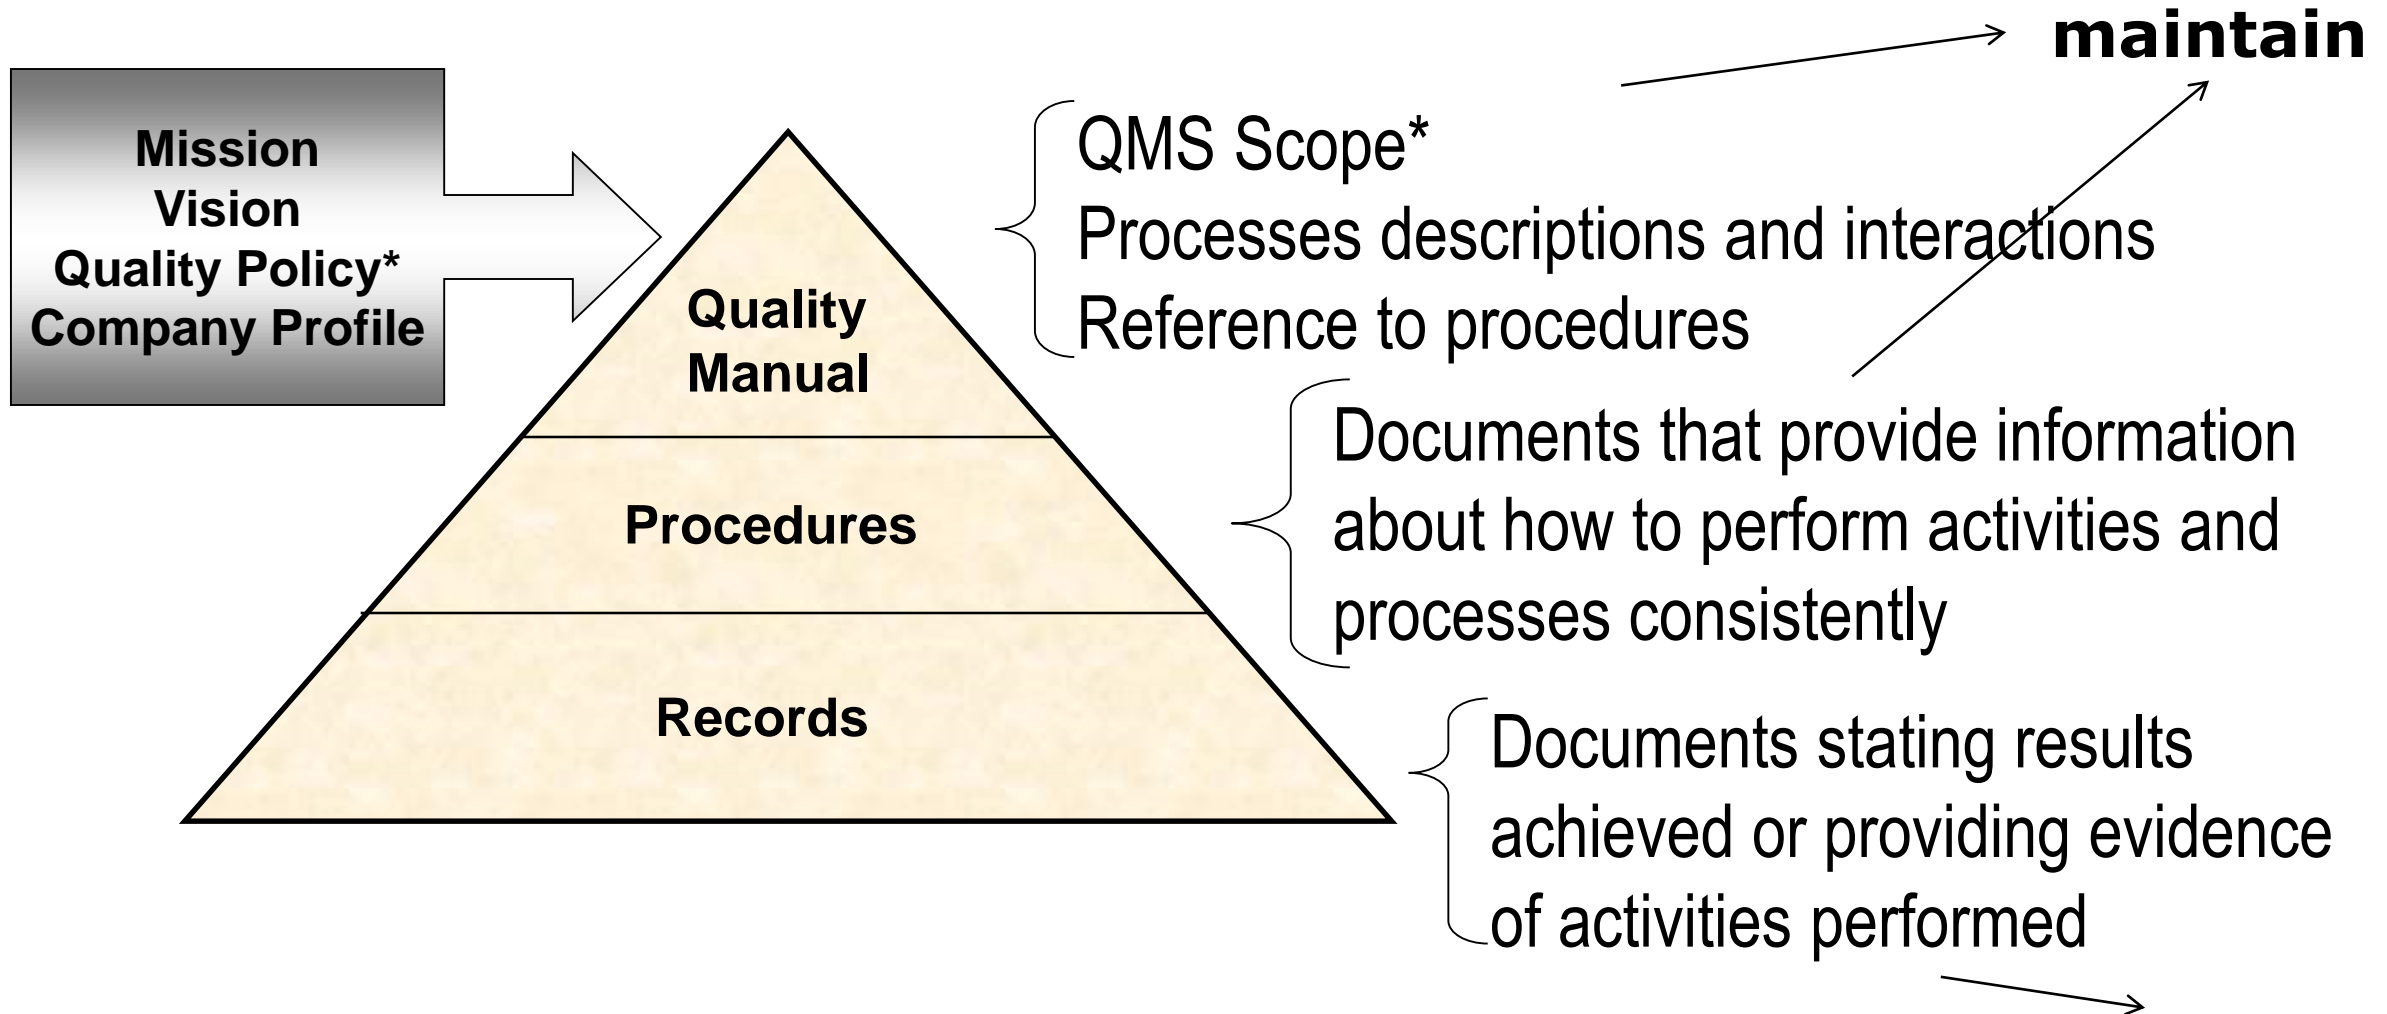 maintain
Mission
Vision
Quality Policy*
Company Profile
QMS Scope*
Processes descriptions and interactions
Reference to procedures
Quality
Manual
Documents that provide information
about how to perform activities and
processes consistently
Procedures
Records
Documents stating results
achieved or providing evidence
of activities performed